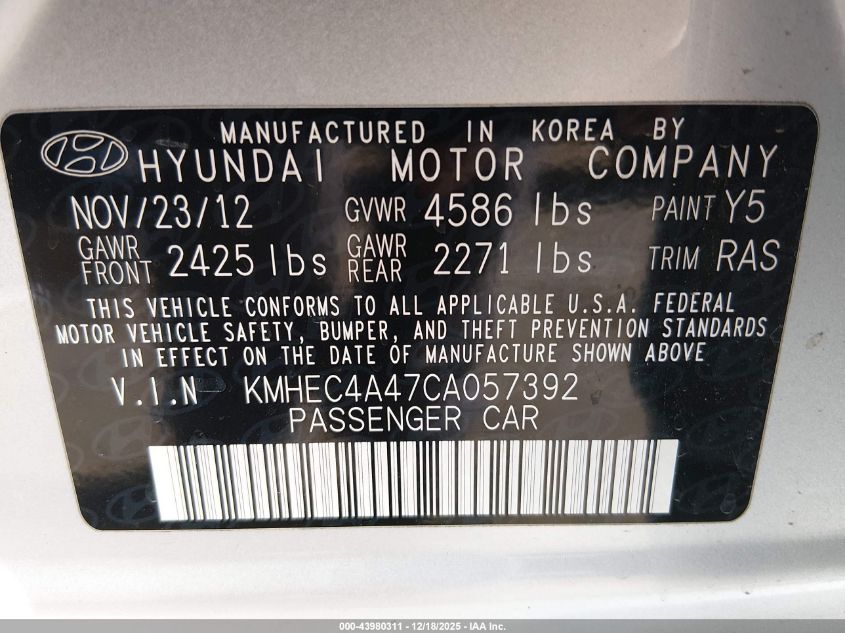 MANUFACTURED IN KOREA BY
HYUNDAI MOTOR COMPANY
NOV/23/12 GVWR 4586 lbs PAINT Y5
GAWR FRONT 2425 lbs GAWR REAR 2271 lbs TRIM RAS
THIS VEHICLE CONFORMS TO ALL APPLICABLE U.S.A. FEDERAL
MOTOR VEHICLE SAFETY, BUMPER, AND THEFT PREVENTION STANDARDS
IN EFFECT ON THE DATE OF MANUFACTURE SHOWN ABOVE
V.I.N KMHEC4A47CA057392
PASSENGER CAR
000-43980311 - 12/18/2025 - IAA Inc.